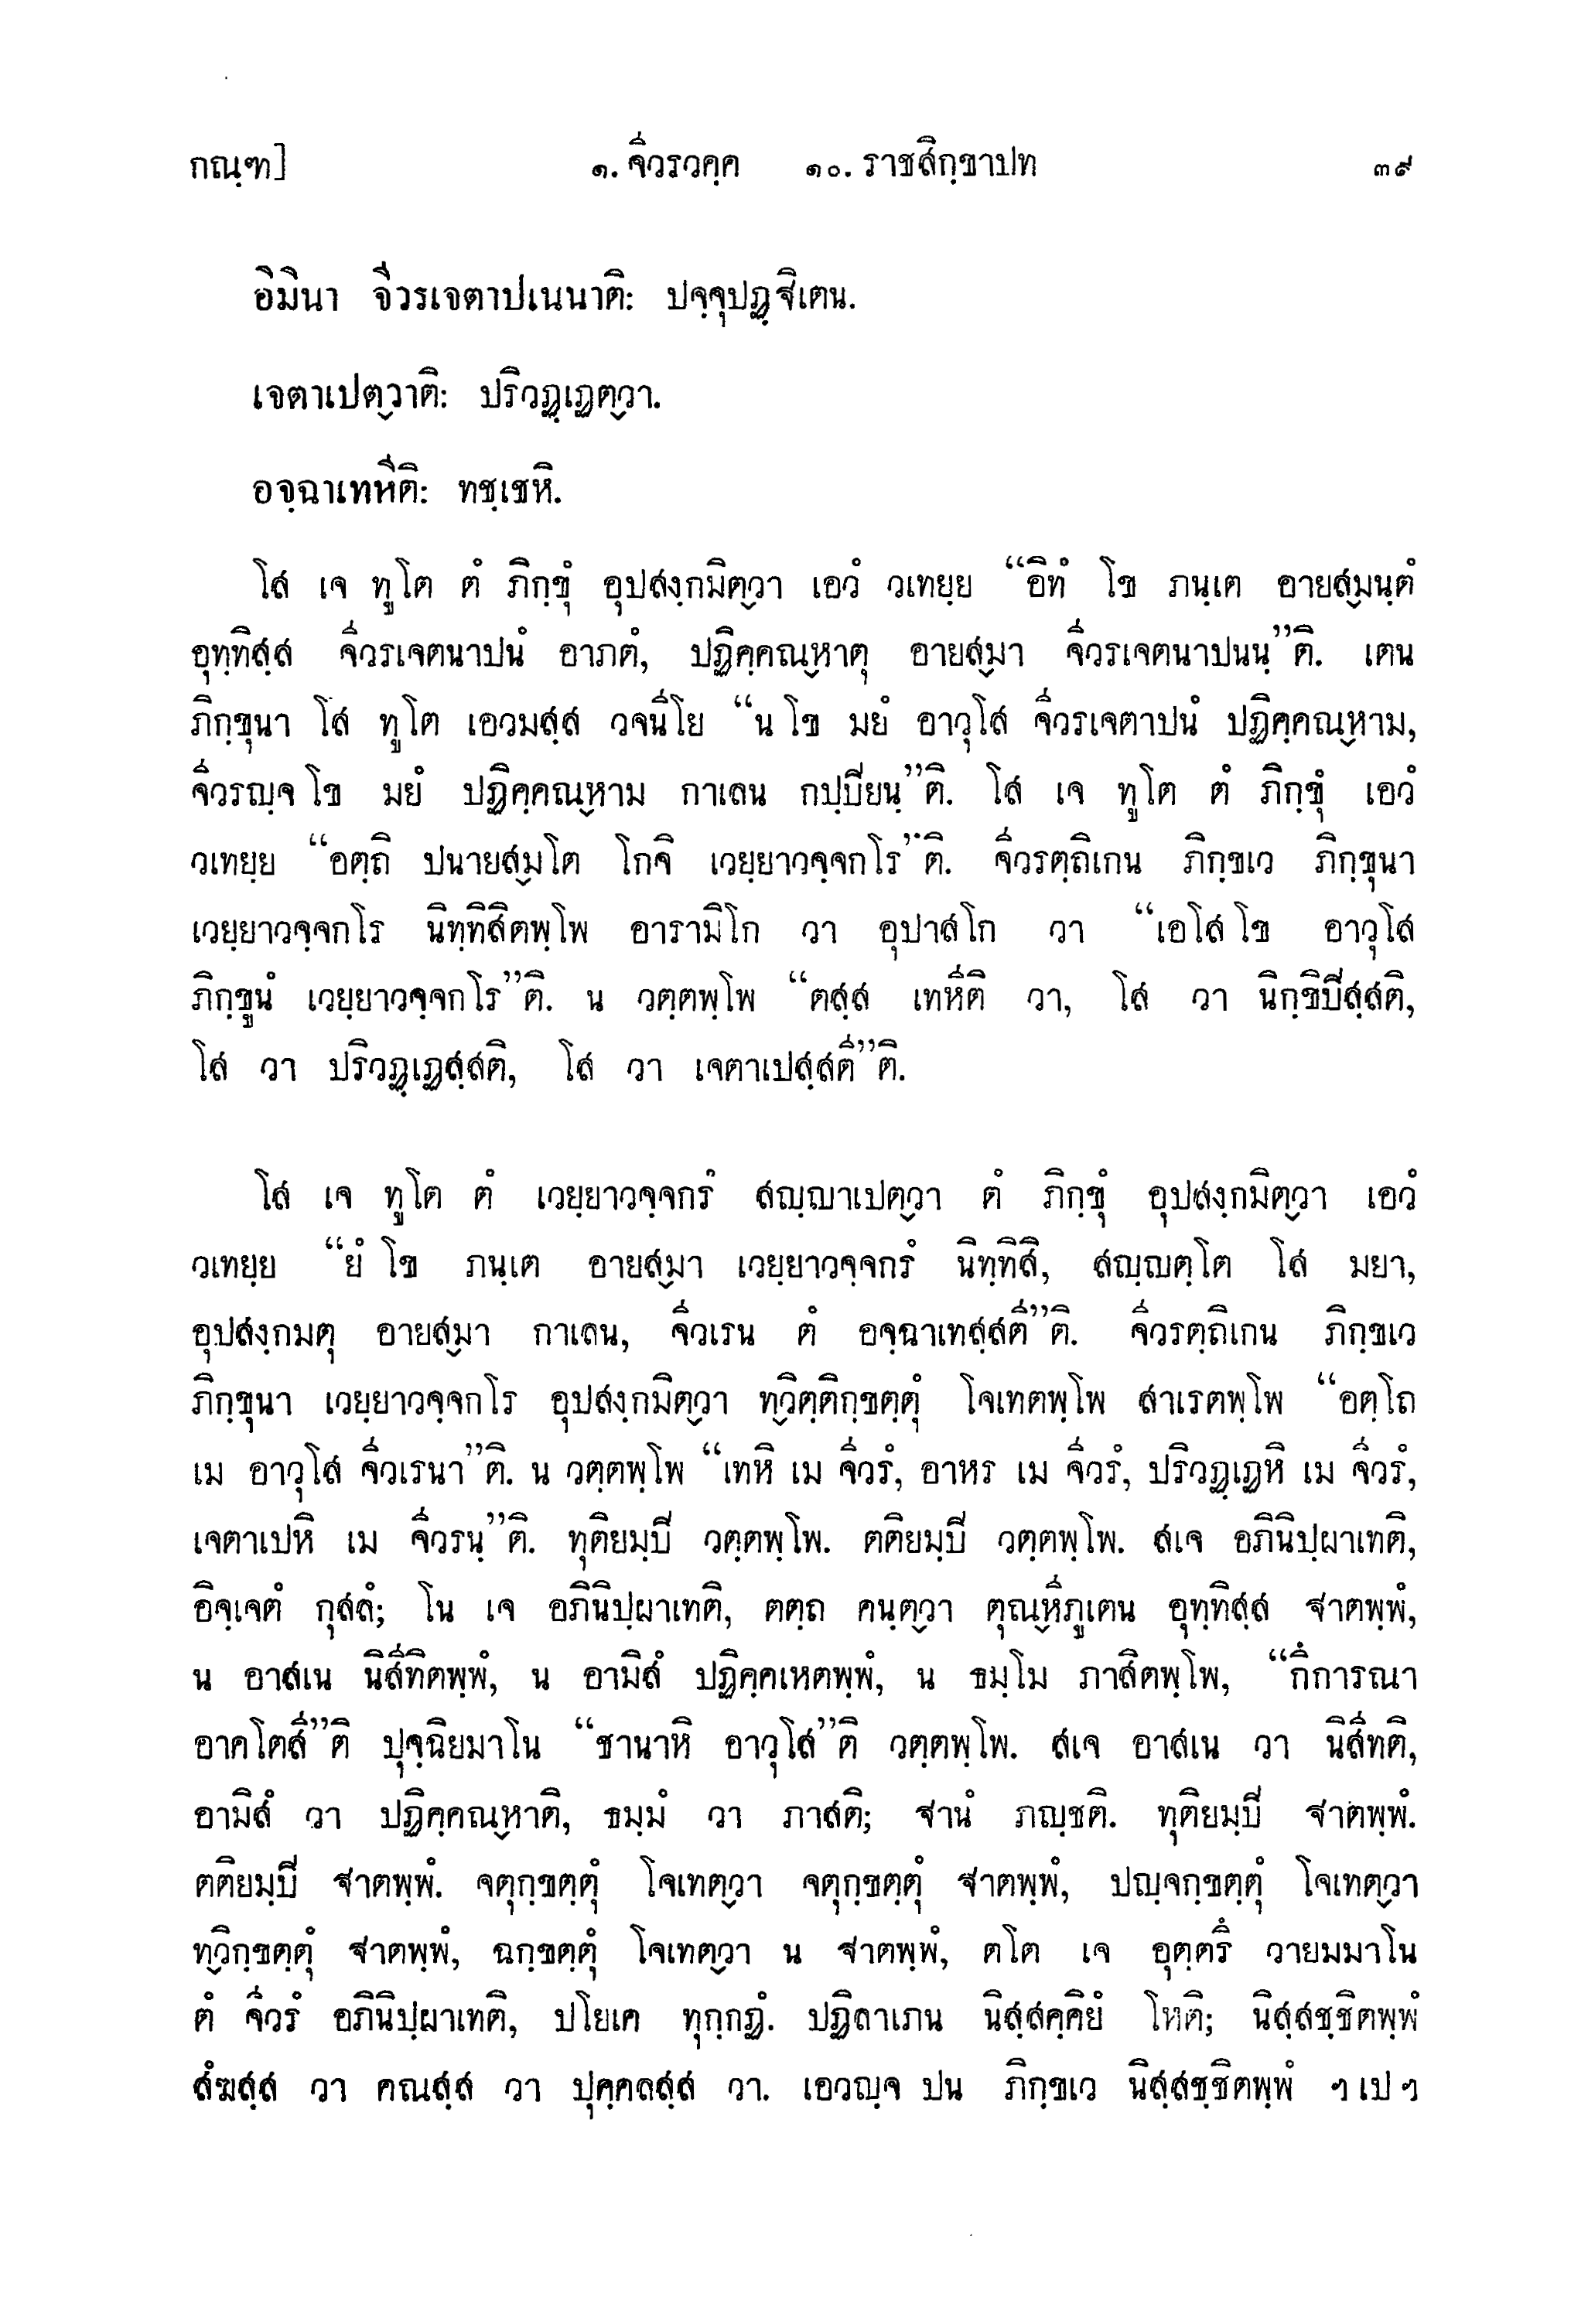 กณฺฑ] ๑. จีวรวคฺค ๑๐. ราชสิกฺขาปท ๓๙
อิมินา จีวรเจตาปเนนาติ: ปจฺจุปฏฺฐิเตน.
เจตาเปตฺวาติ: ปริวฏฺเฏตฺวา.
อจฺฉาเทหีติ: ทชฺเชหิ.
โส เจ ทูโต ตํ ภิกฺขุํ อุปสงฺกมิตฺวา เอวํ วเทยฺย “อิทํ โข ภนฺเต อายสฺมนฺตํ
อุทฺทิสฺส จีวรเจตนาปนํ อาภตํ, ปฏิคฺคณฺหาตุ อายสฺมา จีวรเจตนาปนนฺ”ติ. เตน
ภิกฺขุนา โส ทูโต เอวมสฺส วจนีโย “น โข มยํ อาวุโส จีวรเจตาปนํ ปฏิคฺคณฺหาม,
จีวรญฺจ โข มยํ ปฏิคฺคณฺหาม กาเลน กปฺปิยนฺ”ติ. โส เจ ทูโต ตํ ภิกฺขุํ เอวํ
วเทยฺย “อตฺถิ ปนายสฺมโต โกจิ เวยฺยาวจฺจกโร”ติ. จีวรตฺถิเกน ภิกฺขเว ภิกฺขุนา
เวยฺยาวจฺจกโร นิทฺทิสิตพฺโพ อารามิโก วา อุปาสโก วา “เอโส โข อาวุโส
ภิกฺขูนํ เวยฺยาวจฺจกโร”ติ. น วตฺตพฺโพ “ตสฺส เทหีติ วา, โส วา นิกฺขิปิสฺสติ,
โส วา ปริวฏฺเฏสฺสติ, โส วา เจตาเปสฺสตี”ติ.
โส เจ ทูโต ตํ เวยฺยาวจฺจกรํ สญฺญาเปตฺวา ตํ ภิกฺขุํ อุปสงฺกมิตฺวา เอวํ
วเทยฺย “ยํ โข ภนฺเต อายสฺมา เวยฺยาวจฺจกรํ นิทฺทิสิ, สญฺญตฺโต โส มยา,
อุปสงฺกมตุ อายสฺมา กาเลน, จีวเรน ตํ อจฺฉาเทสฺสตี”ติ. จีวรตฺถิเกน ภิกฺขเว
ภิกฺขุนา เวยฺยาวจฺจกโร อุปสงฺกมิตฺวา ทฺวิตฺติกฺขตฺตุํ โจเทตพฺโพ สาเรตพฺโพ “อตฺโถ
เม อาวุโส จีวเรนา”ติ. น วตฺตพฺโพ “เทหิ เม จีวรํ, อาหร เม จีวรํ, ปริวฏฺเฏหิ เม จีวรํ,
เจตาเปหิ เม จีวรนฺ”ติ. ทุติยมฺปิ วตฺตพฺโพ. ตติยมฺปิ วตฺตพฺโพ. สเจ อภินิปฺผาเทติ,
อิจฺเจตํ กุสลํ; โน เจ อภินิปฺผาเทติ, ตตฺถ คนฺตฺวา ตุณฺหีภูเตน อุทฺทิสฺส ฐาตพฺพํ,
น อาสเน นิสีทิตพฺพํ, น อามิสํ ปฏิคฺคเหตพฺพํ, น ธมฺโม ภาสิตพฺโพ, “กึการณา
อาคโตสี”ติ ปุจฺฉิยมาโน “ชานาหิ อาวุโส”ติ วตฺตพฺโพ. สเจ อาสเน วา นิสีทติ,
อามิสํ วา ปฏิคฺคณฺหาติ, ธมฺมํ วา ภาสติ; ฐานํ ภญฺชติ. ทุติยมฺปิ ฐาตพฺพํ.
ตติยมฺปิ ฐาตพฺพํ. จตุกฺขตฺตุํ โจเทตฺวา จตุกฺขตฺตุํ ฐาตพฺพํ, ปญฺจกฺขตฺตุํ โจเทตฺวา
ทฺวิกฺขตฺตุํ ฐาตพฺพํ, ฉกฺขตฺตุํ โจเทตฺวา น ฐาตพฺพํ, ตโต เจ อุตฺตรึ วายมมาโน
ตํ จีวรํ อภินิปฺผาเทติ, ปโยเค ทุกฺกฏํ. ปฏิลาเภน นิสฺสคฺคิยํ โหติ; นิสฺสชฺชิตพฺพํ
สํฆสฺส วา คณสฺส วา ปุคฺคลสฺส วา. เอวญฺจ ปน ภิกฺขเว นิสฺสชฺชิตพฺพํ ฯเปฯ